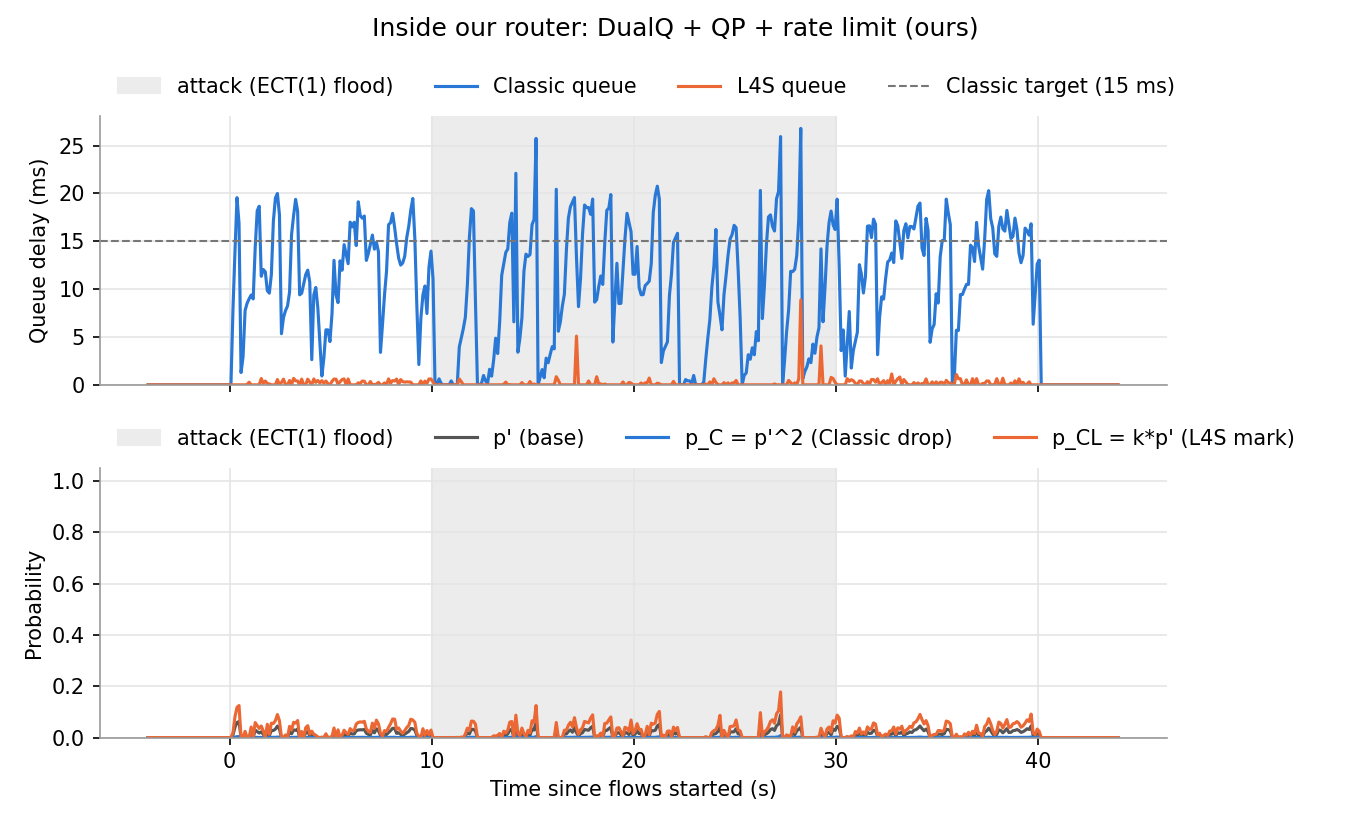 Inside our router: DualQ + QP + rate limit (ours)
attack (ECT(1) flood) Classic queue L4S queue Classic target (15 ms)
Queue delay (ms)
25
20
15
10
5
0
attack (ECT(1) flood) p' (base) p_C = p'^2 (Classic drop) p_CL = k*p' (L4S mark)
Probability
1.0
0.8
0.6
0.4
0.2
0.0
0 10 20 30 40
Time since flows started (s)